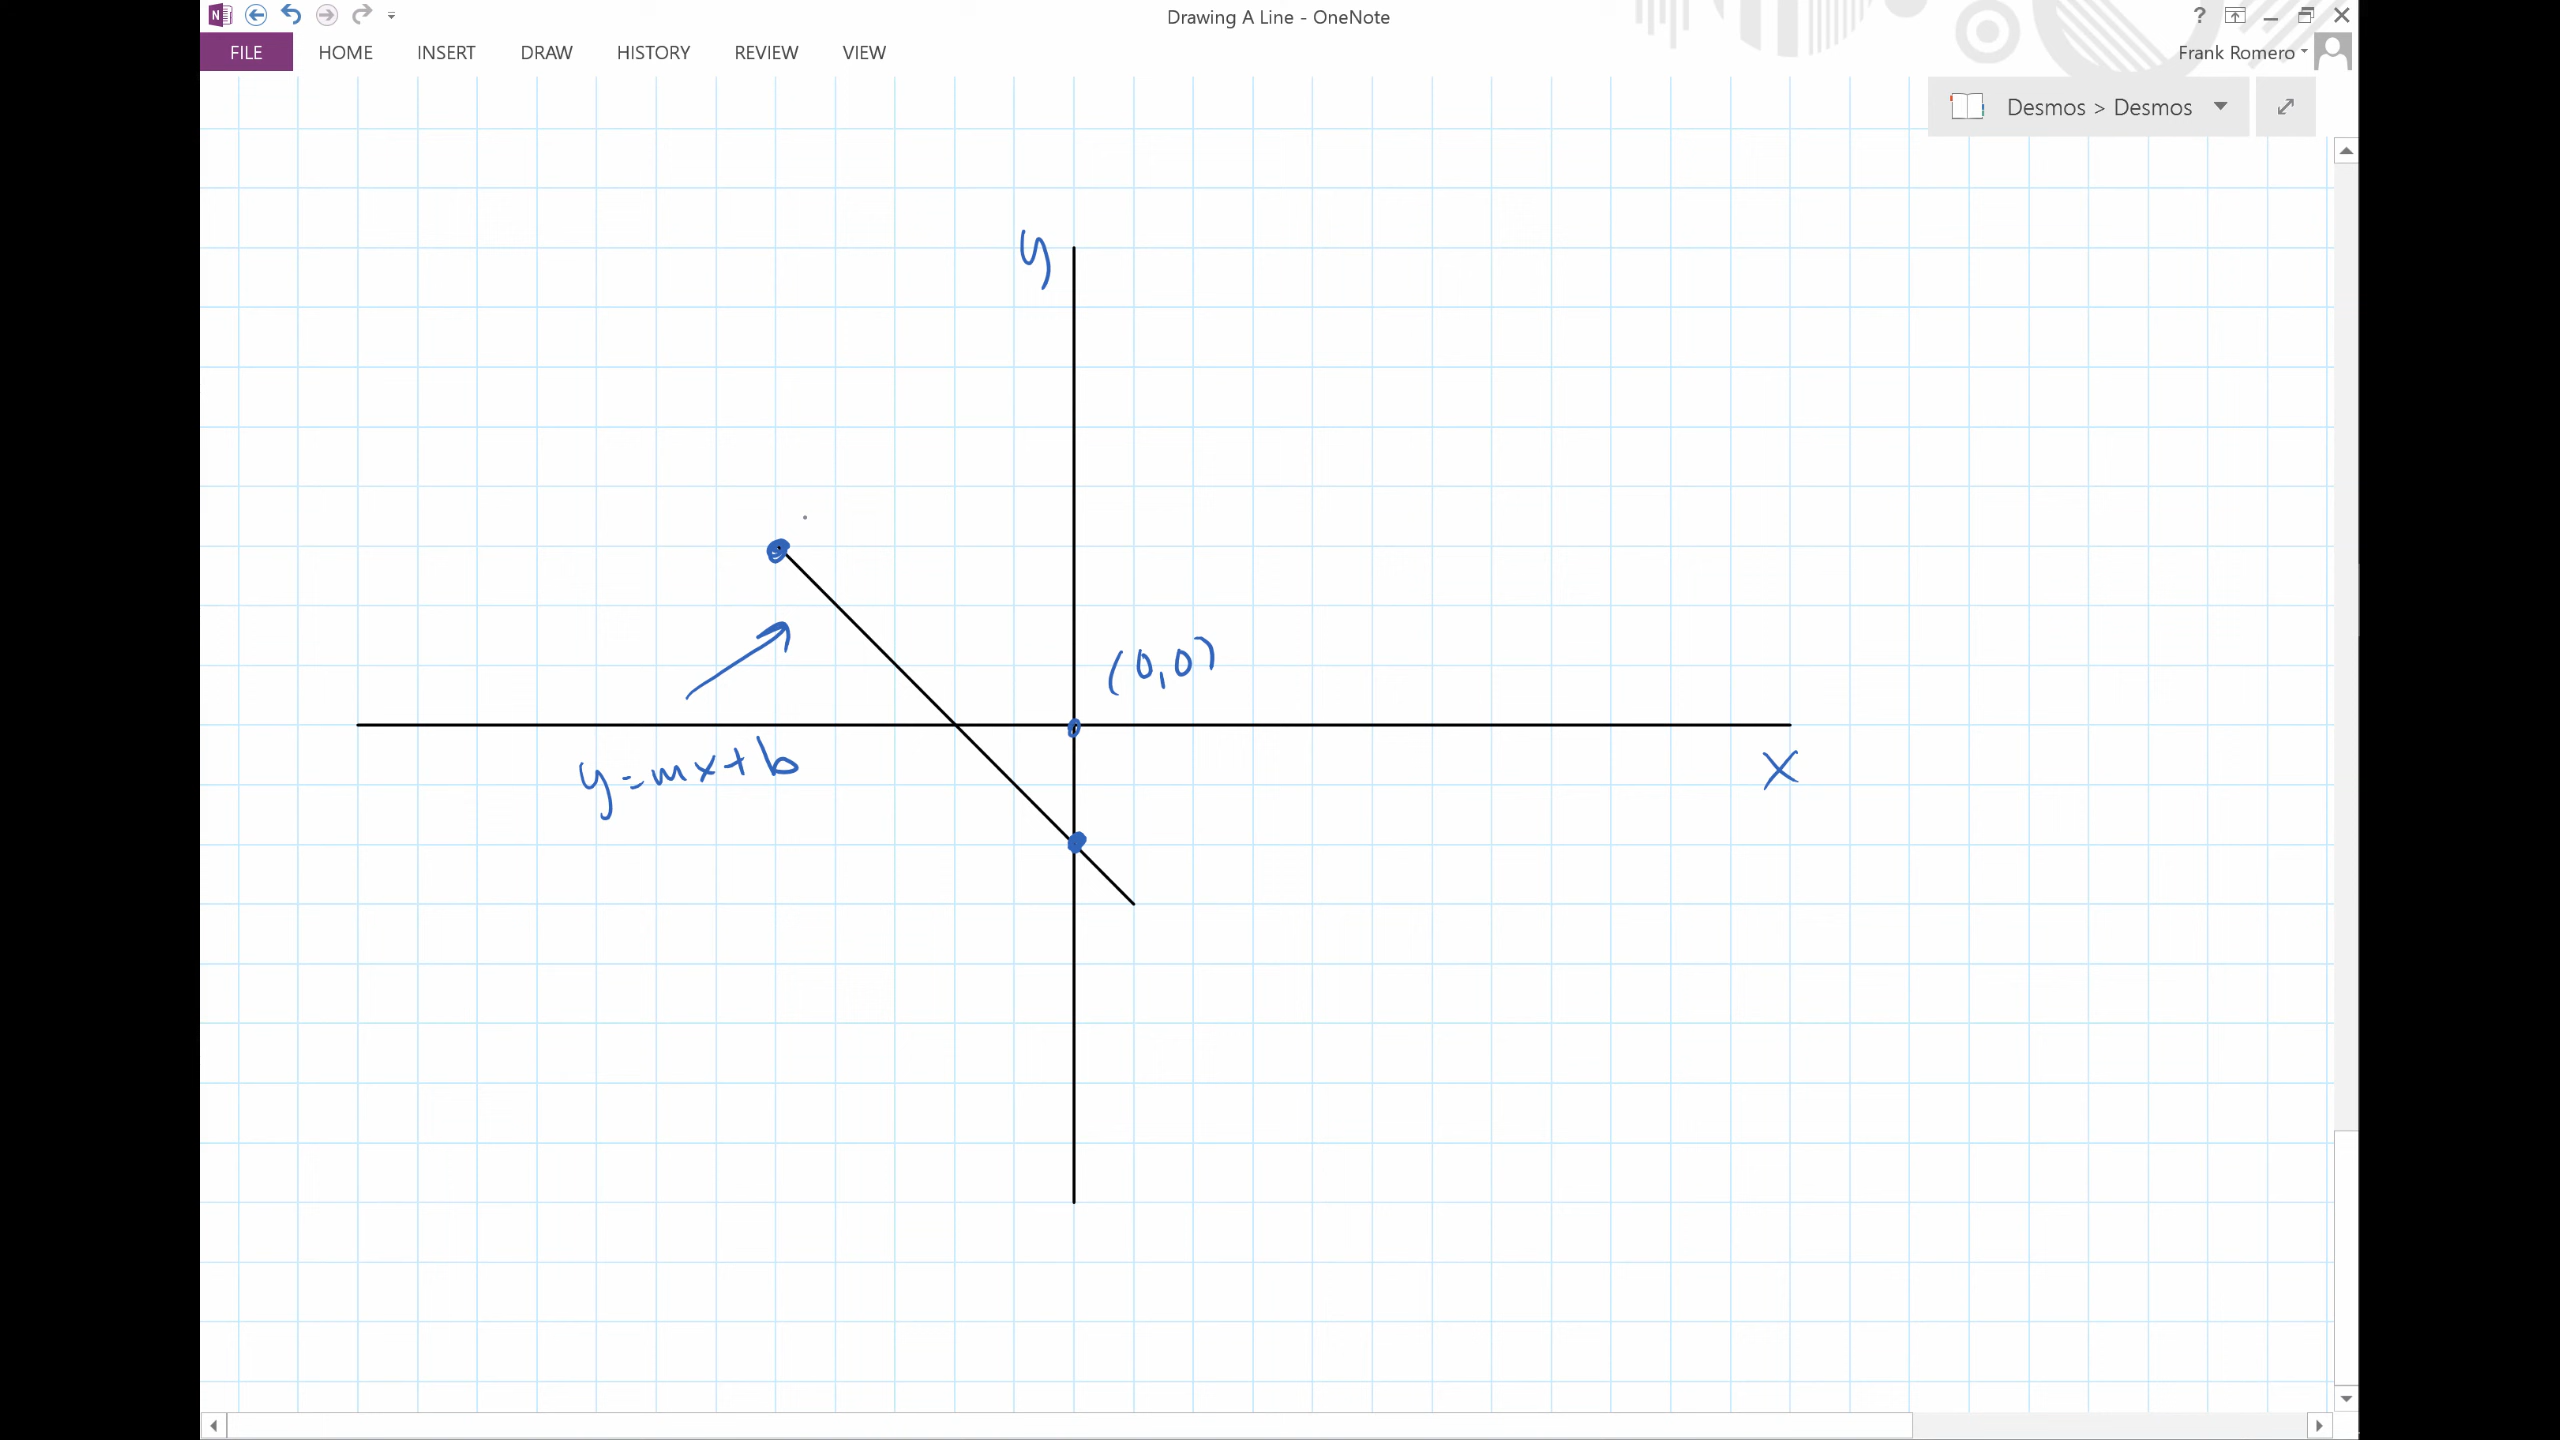 Drawing A Line - OneNote
?
FILE HOME INSERT DRAW HISTORY REVIEW VIEW
Frank Romero
Desmos > Desmos
y
(0,0)
y=mx+b
x